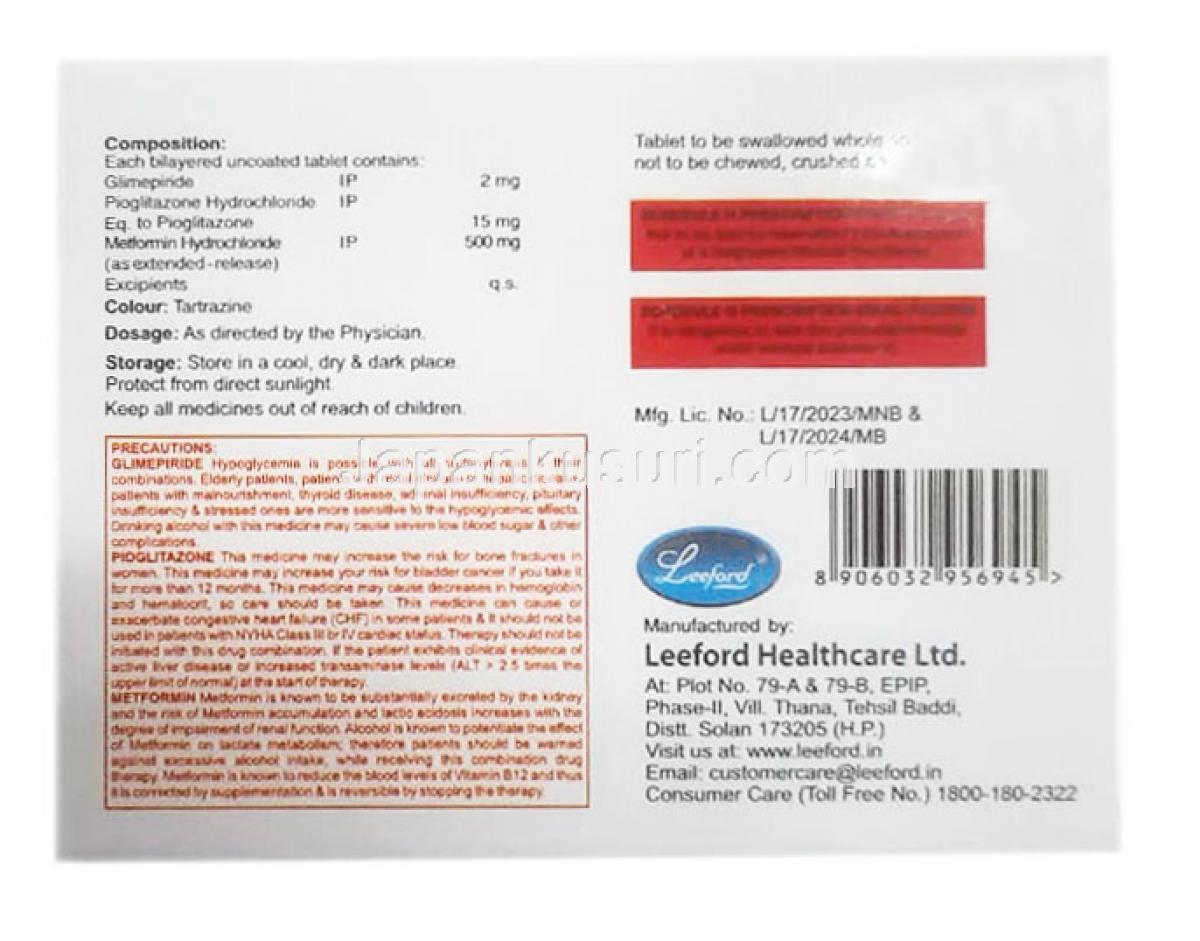 Composition:
Each bilayered uncoated tablet contains:
Glimepiride IP 2 mg
Pioglitazone Hydrochloride IP
Eq. to Pioglitazone 15 mg
Metformin Hydrochloride IP 500 mg
(as extended-release)
Excipients q.s.
Colour: Tartrazine
Dosage: As directed by the Physician.
Storage: Store in a cool, dry & dark place.
Protect from direct sunlight.
Keep all medicines out of reach of children.
PRECAUTIONS:
GLIMEPIRIDE Hypoglycemia is possible with all
combinations. Elderly patients,
patients with malnourishment, thyroid disease, adrenal insufficiency, pituitary
insufficiency & stressed ones are more sensitive to the hypoglycemic effects.
Drinking alcohol with this medicine may cause severe low blood sugar & other
complications.
PIOGLITAZONE This medicine may increase the risk for bone fractures in
women. This medicine may increase your risk for bladder cancer if you take it
for more than 12 months. This medicine may cause decreases in hemoglobin
and hematocrit, so care should be taken. This medicine can cause or
exacerbate congestive heart failure (CHF) in some patients & it should not be
used in patients with NYHA Class III or IV cardiac status. Therapy should not be
initiated with this drug combination. If the patient exhibits clinical evidence of
active liver disease or increased transaminase levels (ALT > 2.5 times the
upper limit of normal) at the start of therapy.
METFORMIN Metformin is known to be substantially excreted by the kidney
and the risk of Metformin accumulation and lactic acidosis increases with the
degree of impairment of renal function. Alcohol is known to potentiate the effect
of Metformin on lactate metabolism; therefore patients should be warned
against excessive alcohol intake, while receiving this combination drug
therapy. Metformin is known to reduce the blood levels of Vitamin B12 and thus
it is corrected by supplementation & is reversible by stopping the therapy.
Tablet to be swallowed whole
not to be chewed, crushed
Mfg. Lic. No.: L/17/2023/MNB &
L/17/2024/MB
Japankusuri.com
Leeford
8 906032 956945 >
Manufactured by:
Leeford Healthcare Ltd.
At: Plot No. 79-A & 79-B, EPIP,
Phase-II, Vill. Thana, Tehsil Baddi,
Distt. Solan 173205 (H.P.)
Visit us at: www.leeford.in
Email: customercare@leeford.in
Consumer Care (Toll Free No.) 1800-180-2322